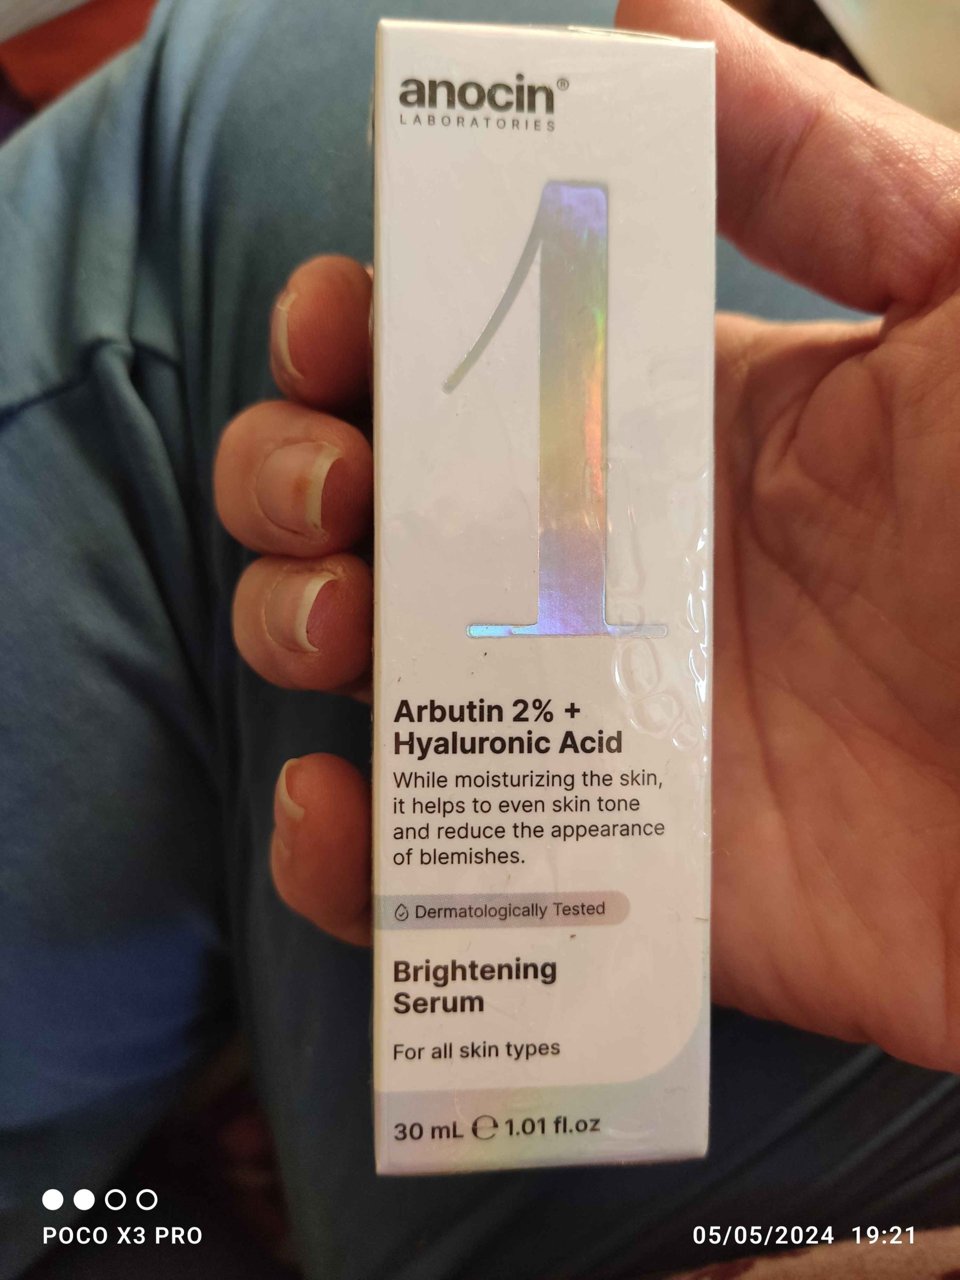 anocin®
LABORATORIES
1
Arbutin 2% +
Hyaluronic Acid
While moisturizing the skin,
it helps to even skin tone
and reduce the appearance
of blemishes.
Dermatologically Tested
Brightening
Serum
For all skin types
30 mL ℮ 1.01 fl.oz
POCO X3 PRO
05/05/2024 19:21